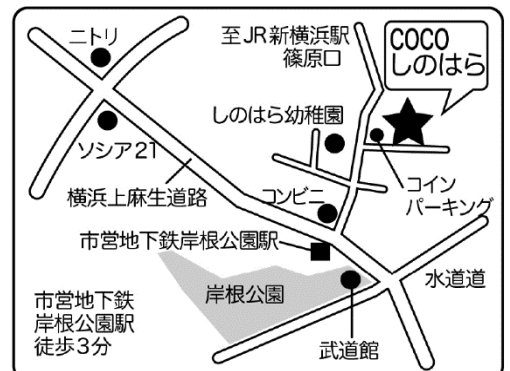 ニトリ
至JR新横浜駅
篠原口
COCO
しのはら
しのはら幼稚園
ソシア21
横浜上麻生道路
コンビニ
コイン
パーキング
市営地下鉄岸根公園駅
水道道
岸根公園
市営地下鉄
岸根公園駅
徒歩3分
武道館